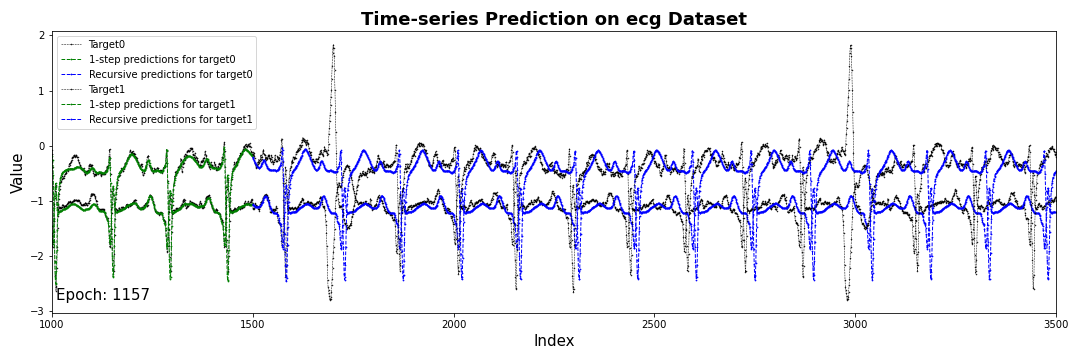 Time-series Prediction on ecg Dataset
Target0
1-step predictions for target0
Recursive predictions for target0
Target1
1-step predictions for target1
Recursive predictions for target1
Value
2
1
0
−1
−2
−3
Epoch: 1157
1000 1500 2000 2500 3000 3500
Index